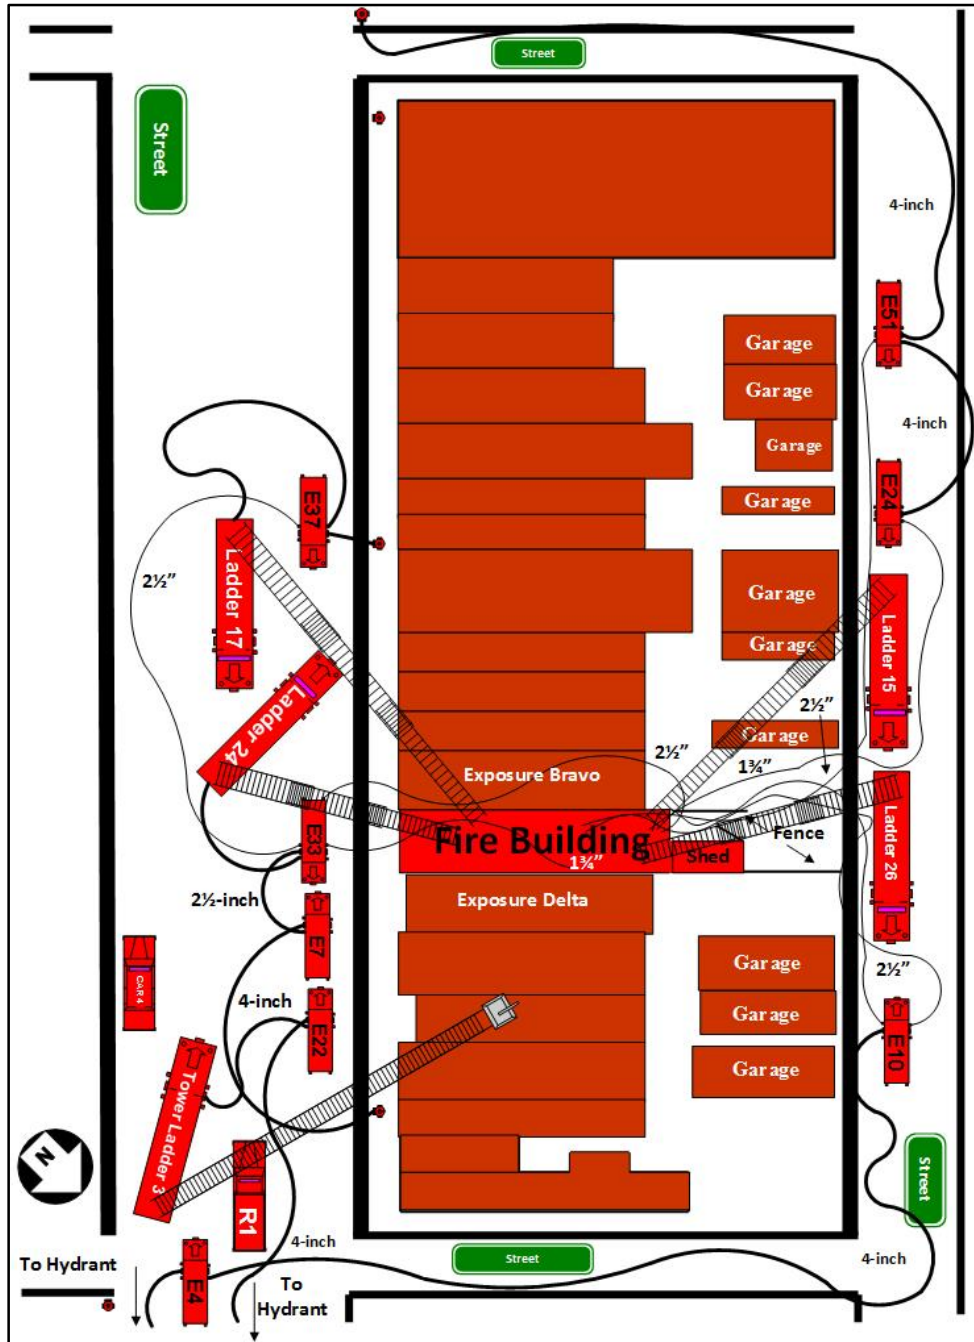 Street
Street
4-inch
E51
Garage
Garage
4-inch
Garage
E24
E37
Garage
2½”
Ladder 17
Garage
Garage
Ladder 15
Ladder 24
2½”
Garage
2½”
1¾”
Exposure Bravo
Ladder 26
E33
Fire Building
Fence
Shed
1¾”
2½-inch
Exposure Delta
E7
Garage
2½”
CAR 4
4-inch
E22
Garage
E10
Garage
Tower Ladder 3
N
Street
R1
4-inch
Street
4-inch
To Hydrant
E4
To
Hydrant